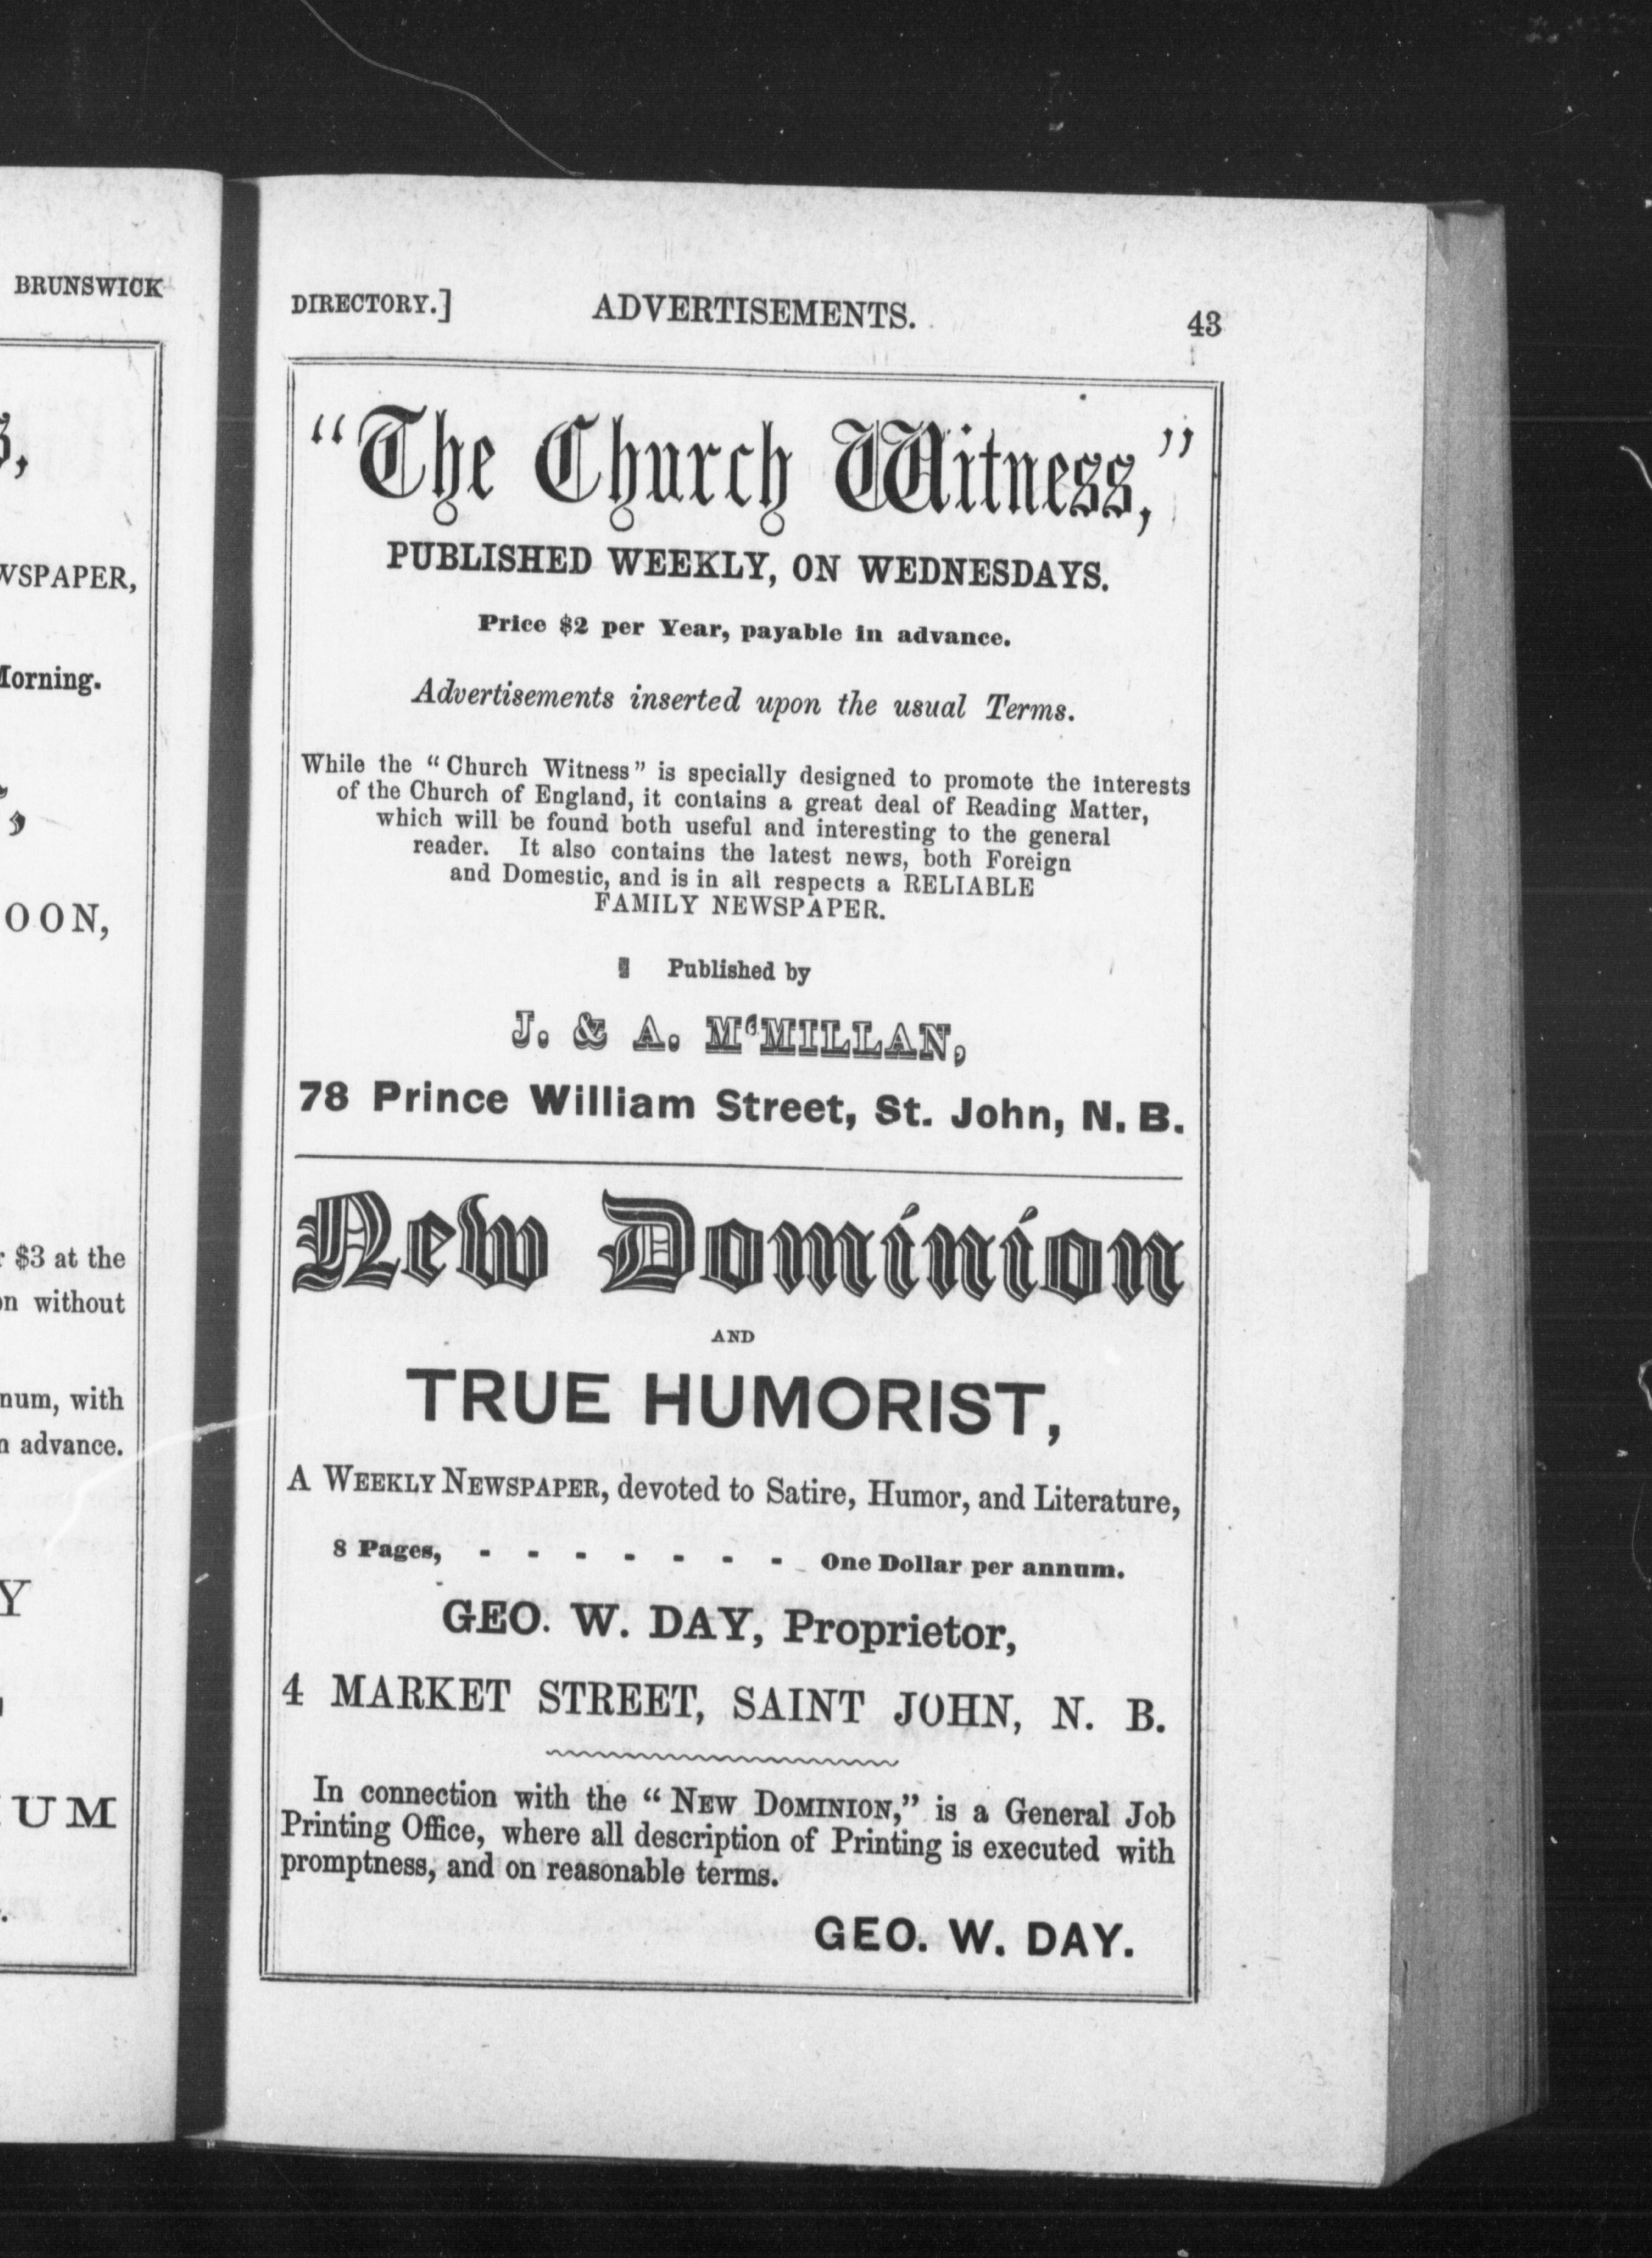 BRUNSWICK
WSPAPER,
Morning.
OON,
$3 at the
on without
num, with
advance.
Y
UM
DIRECTORY.] ADVERTISEMENTS. 43
"The Church Witness,"
PUBLISHED WEEKLY, ON WEDNESDAYS.
Price $2 per Year, payable in advance.
Advertisements inserted upon the usual Terms.
While the "Church Witness" is specially designed to promote the interests
of the Church of England, it contains a great deal of Reading Matter,
which will be found both useful and interesting to the general
reader. It also contains the latest news, both Foreign
and Domestic, and is in all respects a RELIABLE
FAMILY NEWSPAPER.
Published by
J. & A. M'MILLAN,
78 Prince William Street, St. John, N. B.
New Dominion
AND
TRUE HUMORIST,
A WEEKLY NEWSPAPER, devoted to Satire, Humor, and Literature,
8 Pages, - - - - - - - One Dollar per annum.
GEO. W. DAY, Proprietor,
4 MARKET STREET, SAINT JOHN, N. B.
In connection with the "NEW DOMINION," is a General Job
Printing Office, where all description of Printing is executed with
promptness, and on reasonable terms.
GEO. W. DAY.